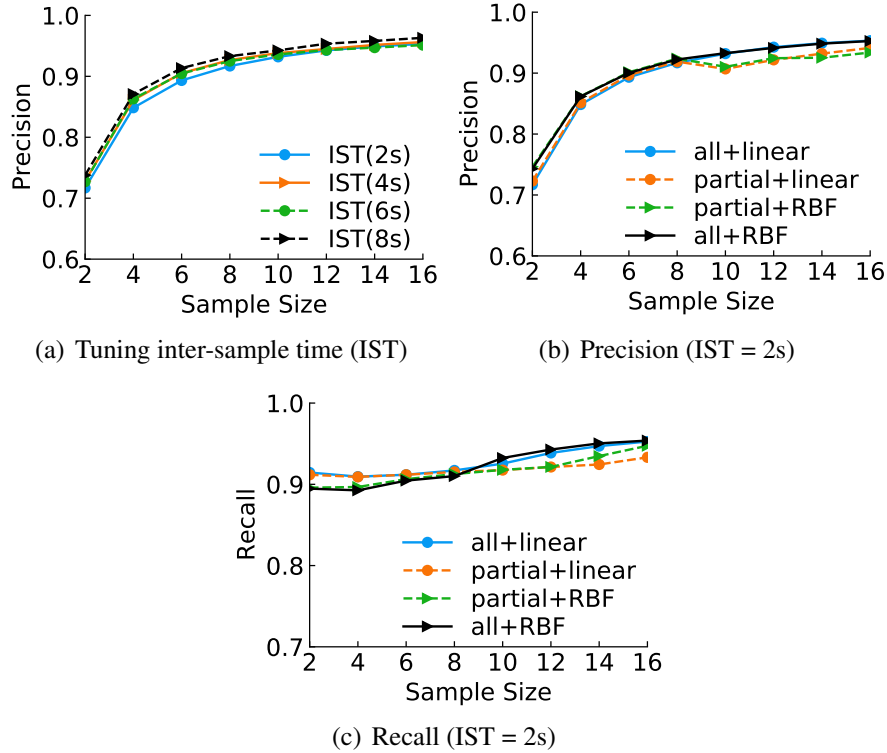 1.0
0.9
0.8
0.7
0.6
Precision
IST(2s)
IST(4s)
IST(6s)
IST(8s)
2 4 6 8 10 12 14 16
Sample Size
(a) Tuning inter-sample time (IST)
1.0
0.9
0.8
0.7
0.6
Precision
all+linear
partial+linear
partial+RBF
all+RBF
2 4 6 8 10 12 14 16
Sample Size
(b) Precision (IST = 2s)
1.0
0.9
0.8
0.7
Recall
all+linear
partial+linear
partial+RBF
all+RBF
2 4 6 8 10 12 14 16
Sample Size
(c) Recall (IST = 2s)